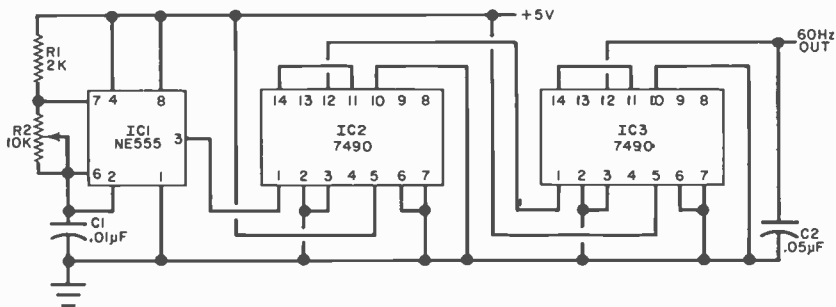 +5V
60Hz
OUT
R1
2K
7 4 8
IC1
NE555
3
R2
10K
6 2 1
C1
.01µF
14 13 12 11 10 9 8
IC2
7490
1 2 3 4 5 6 7
14 13 12 11 10 9 8
IC3
7490
1 2 3 4 5 6 7
C2
.05µF